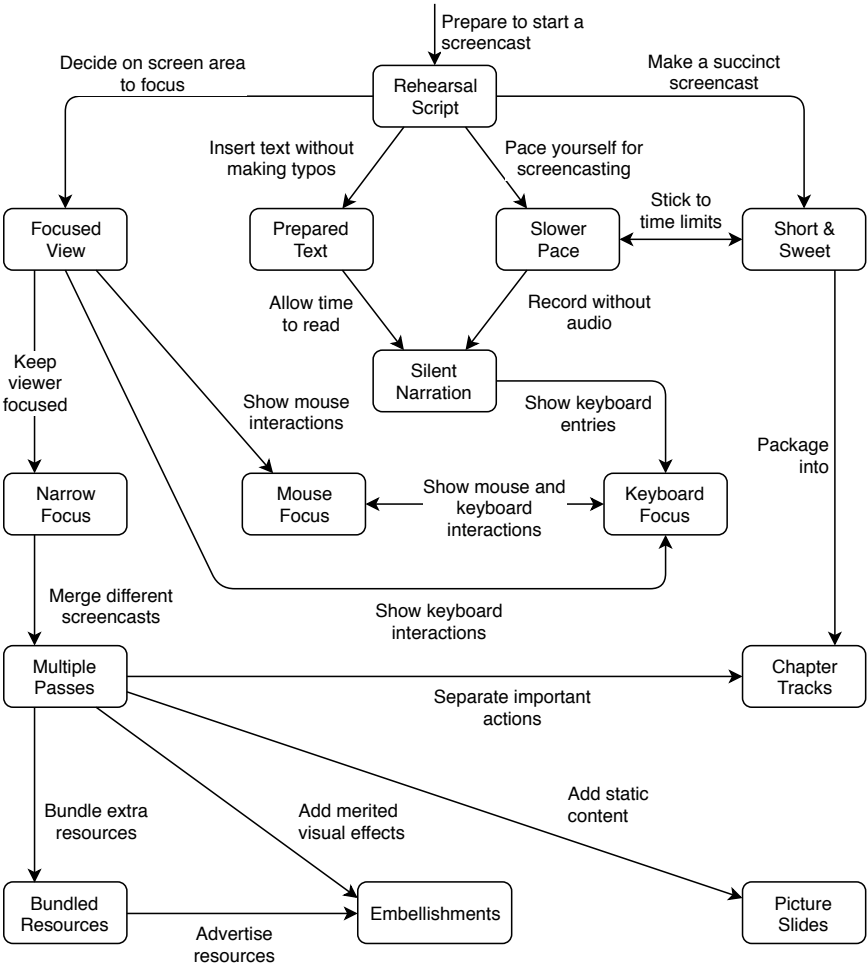 Prepare to start a
screencast
Decide on screen area
to focus
Rehearsal
Script
Make a succinct
screencast
Insert text without
making typos
Pace yourself for
screencasting
Focused
View
Prepared
Text
Slower
Pace
Stick to
time limits
Short &
Sweet
Allow time
to read
Record without
audio
Keep
viewer
focused
Silent
Narration
Show mouse
interactions
Show keyboard
entries
Package
into
Narrow
Focus
Mouse
Focus
Show mouse and
keyboard
interactions
Keyboard
Focus
Merge different
screencasts
Show keyboard
interactions
Multiple
Passes
Chapter
Tracks
Separate important
actions
Bundle extra
resources
Add merited
visual effects
Add static
content
Bundled
Resources
Embellishments
Picture
Slides
Advertise
resources